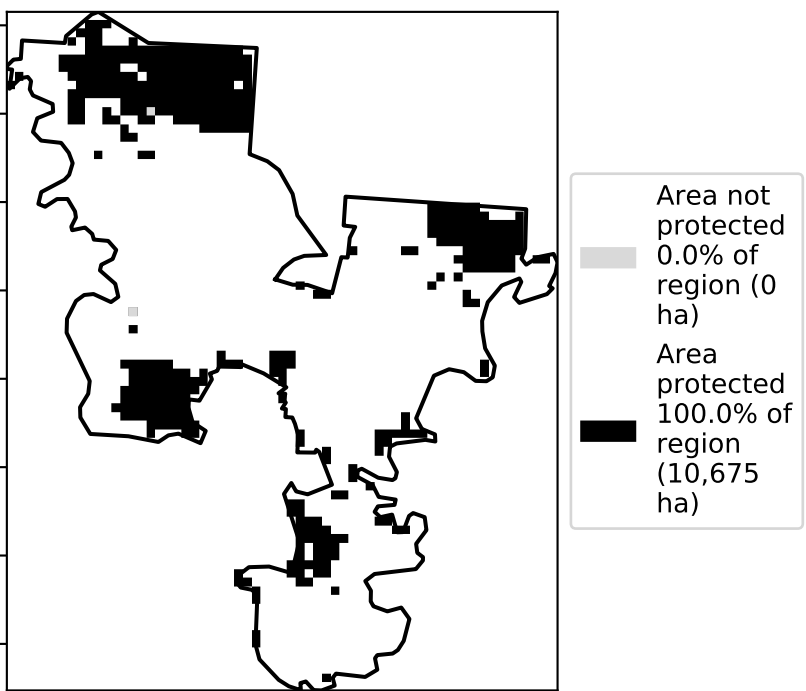 Area not
protected
0.0% of
region (0
ha)
Area
protected
100.0% of
region
(10,675
ha)